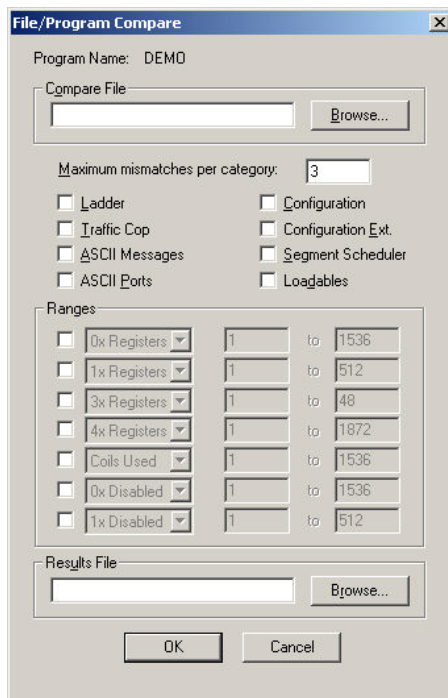 File/Program Compare
Program Name: DEMO
Compare File
Browse...
Maximum mismatches per category: 3
Ladder
Configuration
Traffic Cop
Configuration Ext.
ASCII Messages
Segment Scheduler
ASCII Ports
Loadables
Ranges
0x Registers 1 to 1536
1x Registers 1 to 512
3x Registers 1 to 48
4x Registers 1 to 1872
Coils Used 1 to 1536
0x Disabled 1 to 1536
1x Disabled 1 to 512
Results File
Browse...
OK Cancel